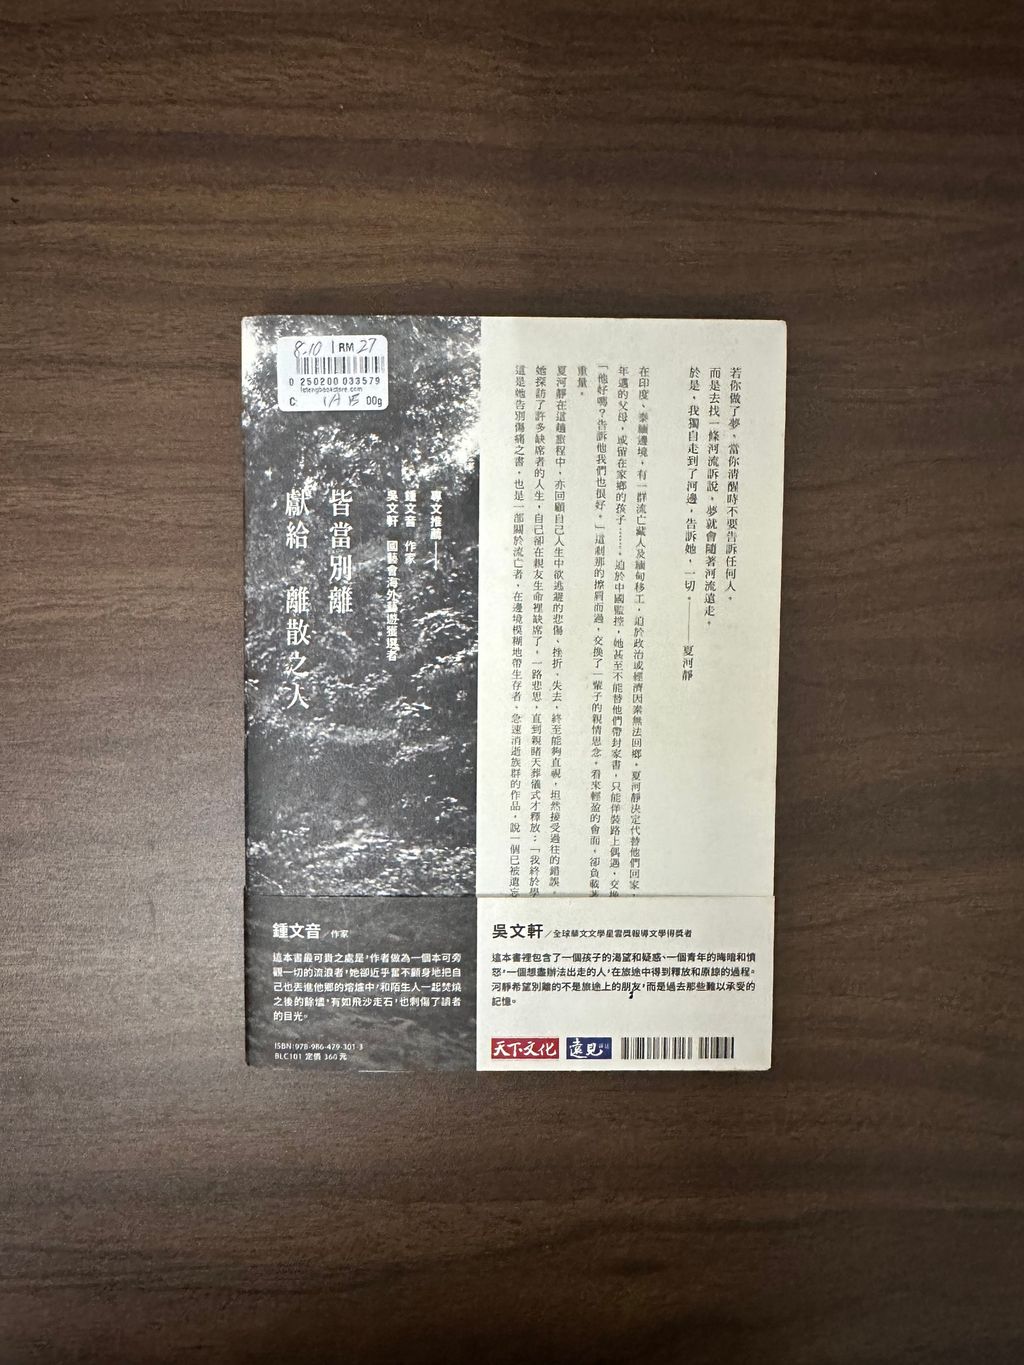 若你做了夢，當你清醒時不要告訴任何人。
而是去找一條河流訴說，夢就會隨著河流遠走。
於是，我獨自走到了河邊，告訴她，一切。——夏河靜
在印度、泰緬邊境，有一群流亡藏人及緬甸移工，迫於政治或經濟因素無法回鄉。夏河靜決定代替他們回家，
年邁的父母，或留在家鄉的孩子……。迫於中國監控，她甚至不能替他們帶封家書，只能佯裝路上偶遇，交換
「他好嗎？告訴他我們也很好。」這剎那的擦肩而過，交換了一輩子的親情思念。看來輕盈的會面，卻負載著
重量。
夏河靜在這趟旅程中，亦回顧自己人生中欲逃避的悲傷、挫折、失去，終至能夠直視，坦然接受過往的錯誤。
她探訪了許多缺席者的人生，自己卻在親友生命裡缺席了。一路悲思，直到親睹天葬儀式才釋放：「我終於學
這是她告別傷痛之書，也是一部關於流亡者，在邊境模糊地帶生存者，急速消逝族群的作品，說一個已被遺忘
8.10 1 RM 27
0 250200 033579
C: 1A 15 00g
專文推薦——
鍾文音 作家
吳文軒 國藝會海外藝遊獲選者
皆當別離
獻給 離散之人
鍾文音／作家
這本書最可貴之處是，作者做為一個本可旁
觀一切的流浪者，她卻近乎奮不顧身地把自
己也丟進他鄉的熔爐中，和陌生人一起焚燒
之後的餘燼，有如飛沙走石，也刺傷了讀者
的目光。
ISBN:978-986-479-301-3
BLC101 定價 360 元
吳文軒／全球華文文學星雲獎報導文學得獎者
這本書裡包含了一個孩子的渴望和疑惑、一個青年的晦暗和憤
怒，一個想盡辦法出走的人，在旅途中得到釋放和原諒的過程。
河靜希望別離的不是旅途上的朋友，而是過去那些難以承受的
記憶。
天下文化
遠見